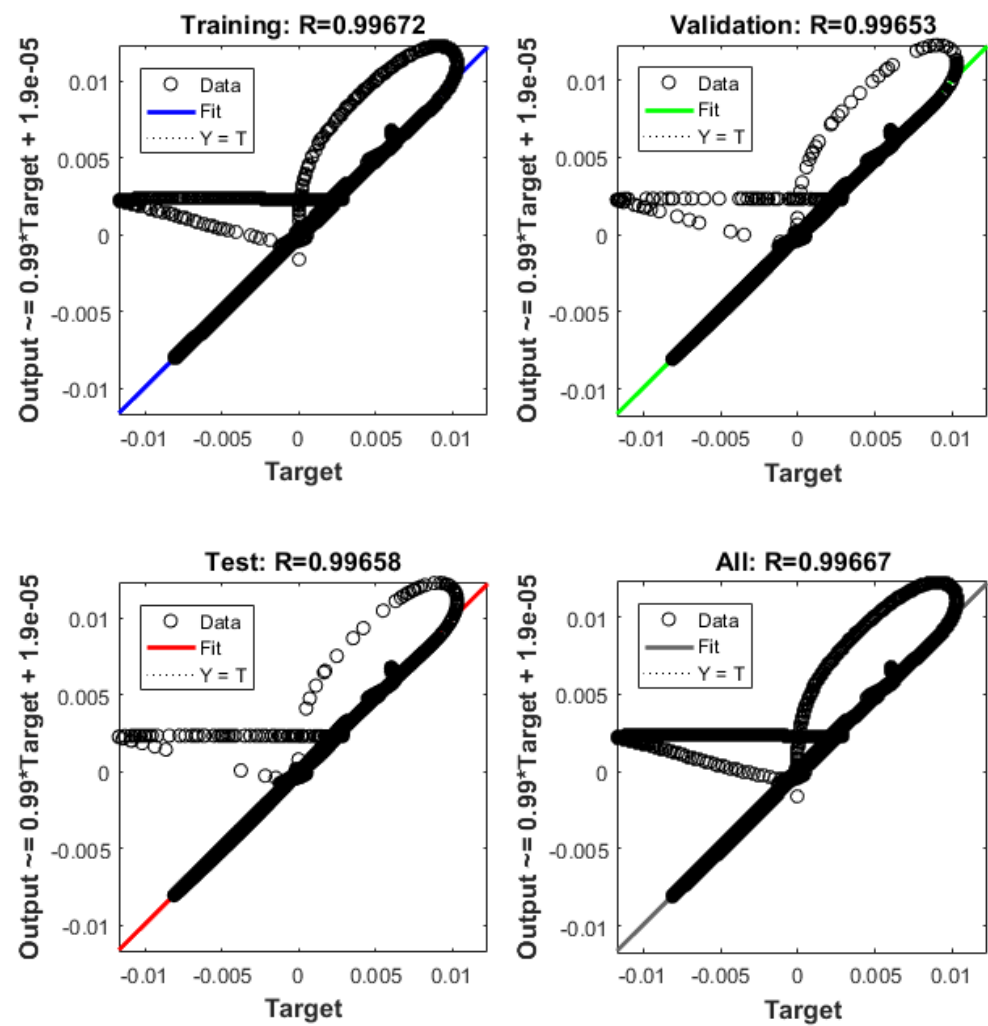 Training: R=0.99672
Output ~= 0.99*Target + 1.9e-05
0.01
0.005
0
-0.005
-0.01
Data
Fit
Y = T
-0.01 -0.005 0 0.005 0.01
Target
Validation: R=0.99653
Output ~= 0.99*Target + 1.9e-05
0.01
0.005
0
-0.005
-0.01
Data
Fit
Y = T
-0.01 -0.005 0 0.005 0.01
Target
Test: R=0.99658
Output ~= 0.99*Target + 1.9e-05
0.01
0.005
0
-0.005
-0.01
Data
Fit
Y = T
-0.01 -0.005 0 0.005 0.01
Target
All: R=0.99667
Output ~= 0.99*Target + 1.9e-05
0.01
0.005
0
-0.005
-0.01
Data
Fit
Y = T
-0.01 -0.005 0 0.005 0.01
Target